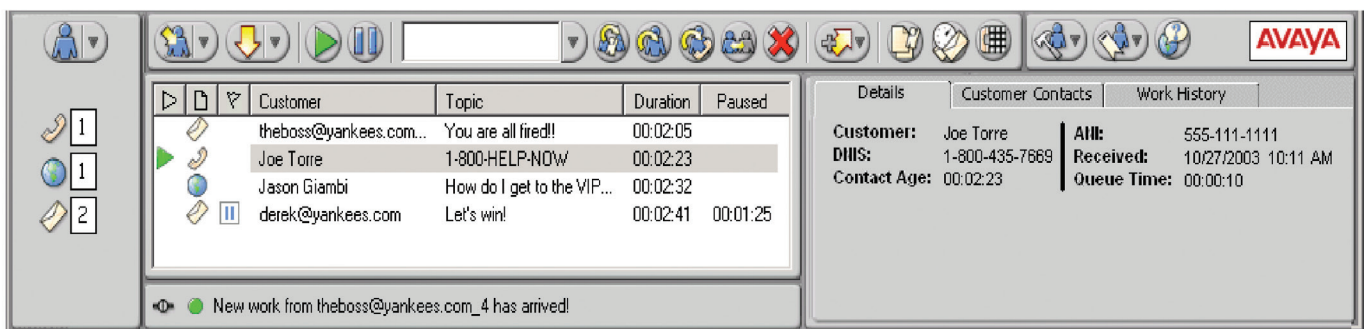 AVAYA
1
1
2
Customer Topic Duration Paused
theboss@yankees.com... You are all fired!! 00:02:05
Joe Torre 1-800-HELP-NOW 00:02:23
Jason Giambi How do I get to the VIP... 00:02:32
derek@yankees.com Let's win! 00:02:41 00:01:25
New work from theboss@yankees.com_4 has arrived!
Details Customer Contacts Work History
Customer: Joe Torre ANI: 555-111-1111
DNIS: 1-800-435-7669 Received: 10/27/2003 10:11 AM
Contact Age: 00:02:23 Queue Time: 00:00:10